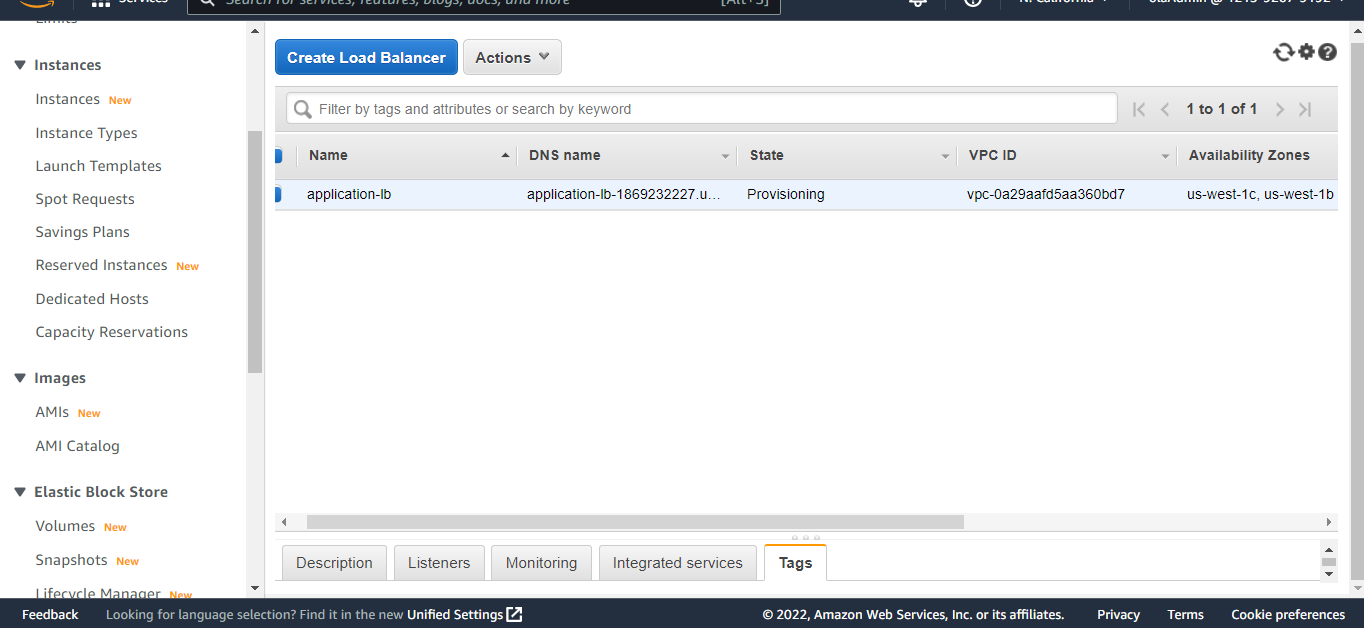 Services
Search for services, features, blogs, docs, and more
[Alt+S]
N. California
Limits
Instances
Instances New
Instance Types
Launch Templates
Spot Requests
Savings Plans
Reserved Instances New
Dedicated Hosts
Capacity Reservations
Images
AMIs New
AMI Catalog
Elastic Block Store
Volumes New
Snapshots New
Lifecycle Manager New
Create Load Balancer
Actions
Filter by tags and attributes or search by keyword
1 to 1 of 1
Name DNS name State VPC ID Availability Zones
application-lb application-lb-1869232227.u... Provisioning vpc-0a29aafd5aa360bd7 us-west-1c, us-west-1b
Description Listeners Monitoring Integrated services Tags
Feedback Looking for language selection? Find it in the new Unified Settings © 2022, Amazon Web Services, Inc. or its affiliates. Privacy Terms Cookie preferences